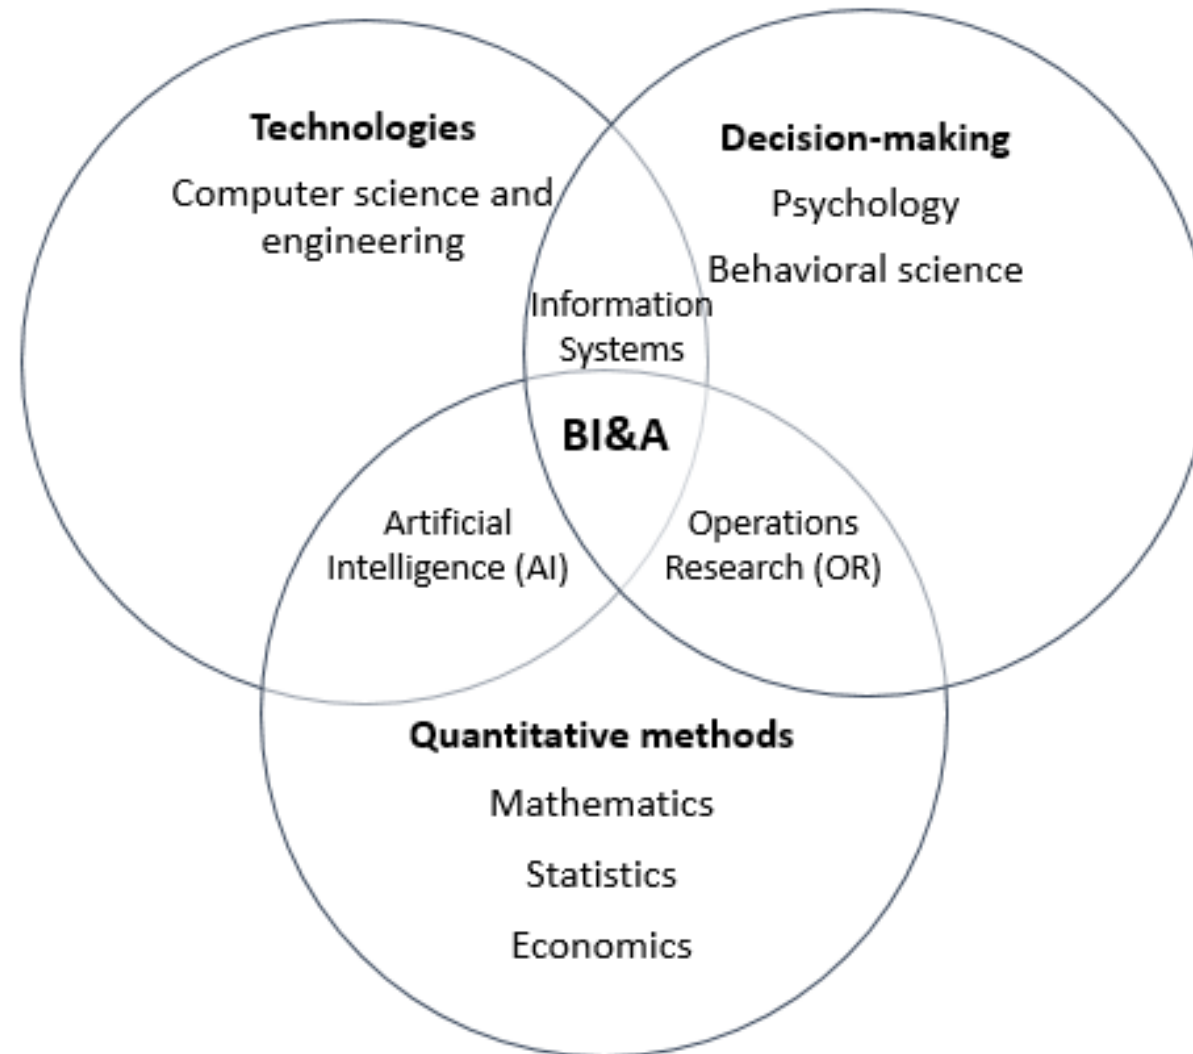 Technologies
Computer science and
engineering
Decision-making
Psychology
Behavioral science
Information
Systems
BI&A
Artificial
Intelligence (AI)
Operations
Research (OR)
Quantitative methods
Mathematics
Statistics
Economics